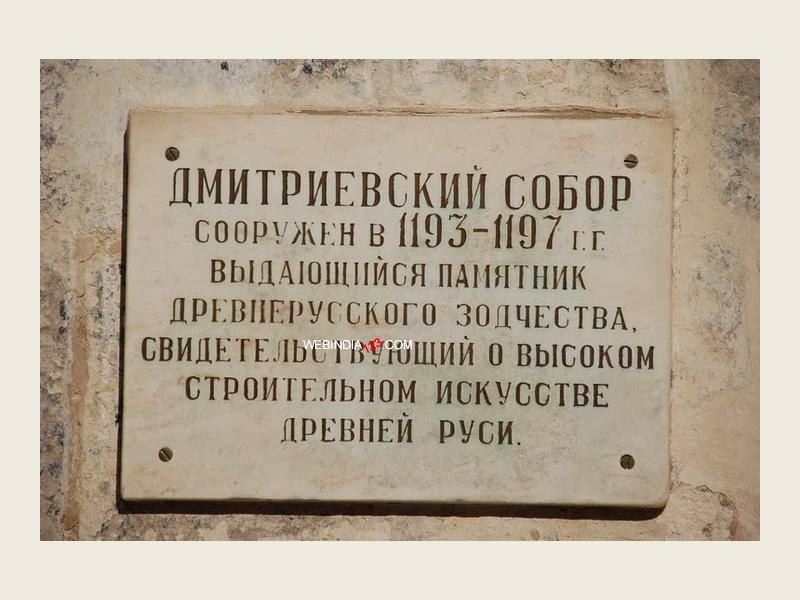 ДМИТРИЕВСКИЙ СОБОР
СООРУЖЕН В 1193-1197 Г.Г.
ВЫДАЮЩИЙСЯ ПАМЯТНИК
ДРЕВНЕРУССКОГО ЗОДЧЕСТВА,
СВИДЕТЕЛЬСТВУЮЩИЙ О ВЫСОКОМ
WEBINDIA123.COM
СТРОИТЕЛЬНОМ ИСКУССТВЕ
ДРЕВНЕЙ РУСИ.